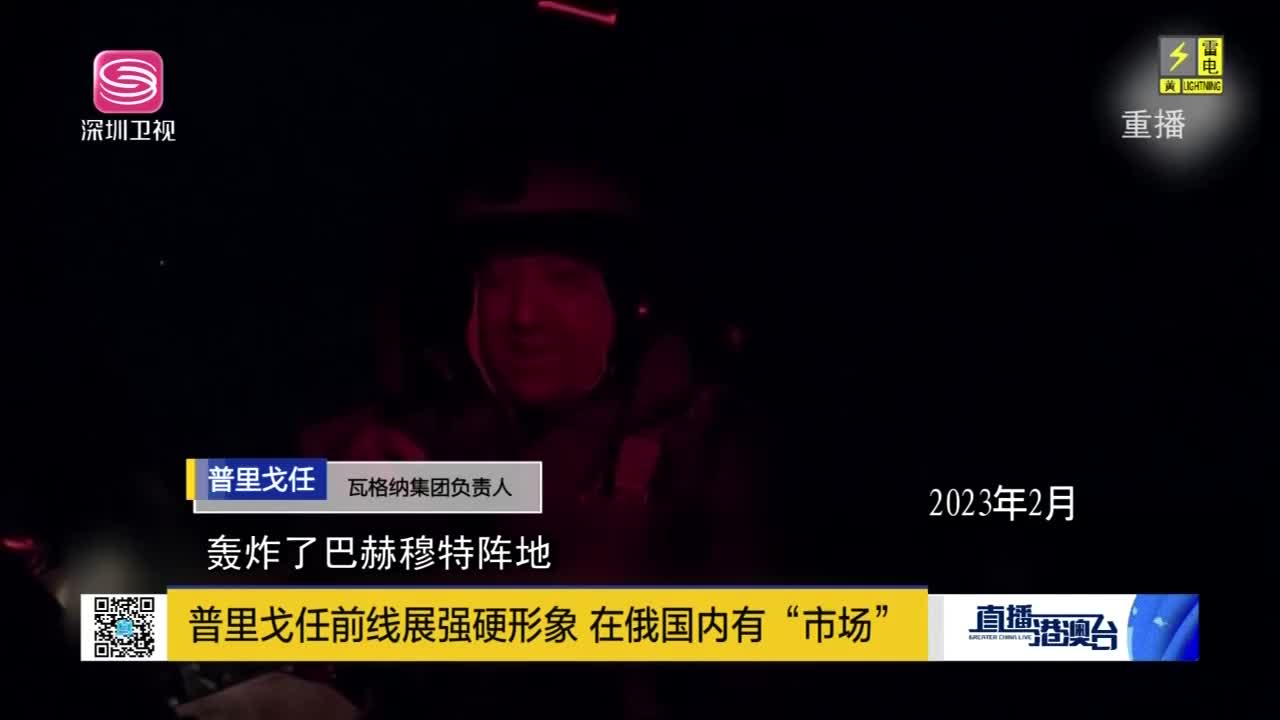 雷电
黄 LIGHTNING
深圳卫视
重播
普里戈任
瓦格纳集团负责人
2023年2月
轰炸了巴赫穆特阵地
普里戈任前线展强硬形象 在俄国内有“市场”
直播
GREATER CHINA LIVE
港澳台